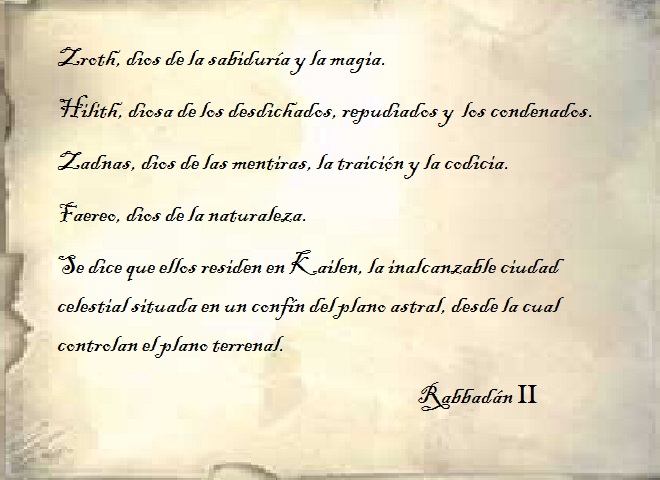 Zroth, dios de la sabiduría y la magia.
Hilith, diosa de los desdichados, repudiados y los condenados.
Zadnas, dios de las mentiras, la traición y la codicia.
Faereo, dios de la naturaleza.
Se dice que ellos residen en Kailen, la inalcanzable ciudad
celestial situada en un confín del plano astral, desde la cual
controlan el plano terrenal.
Rabbadán II